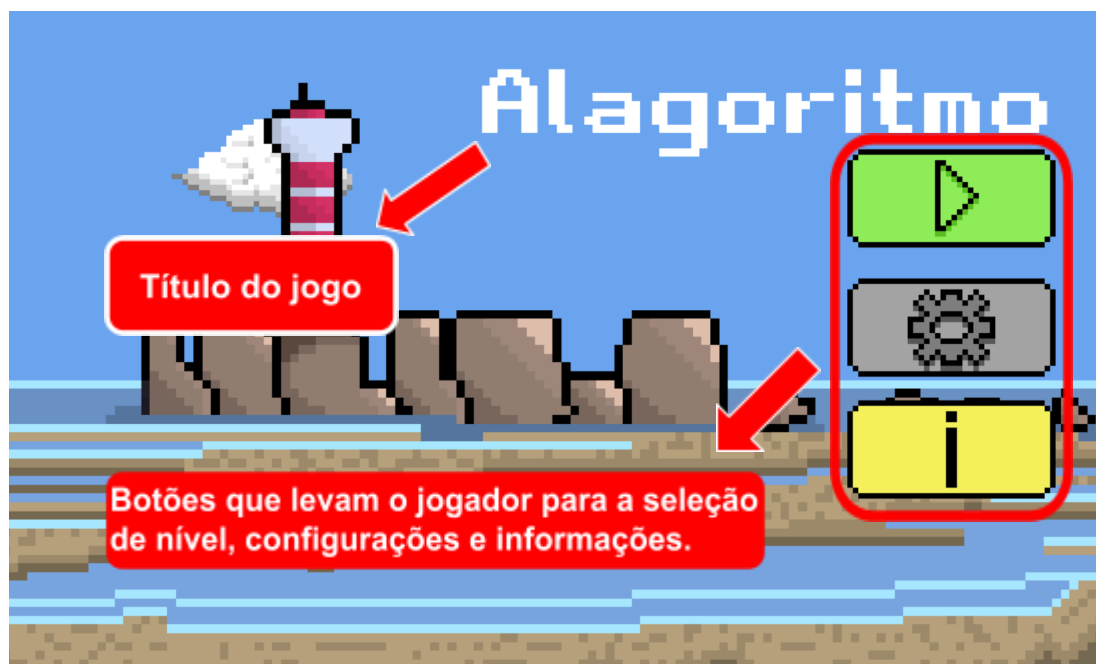 Alagoritmo
Título do jogo
i
Botões que levam o jogador para a seleção
de nível, configurações e informações.